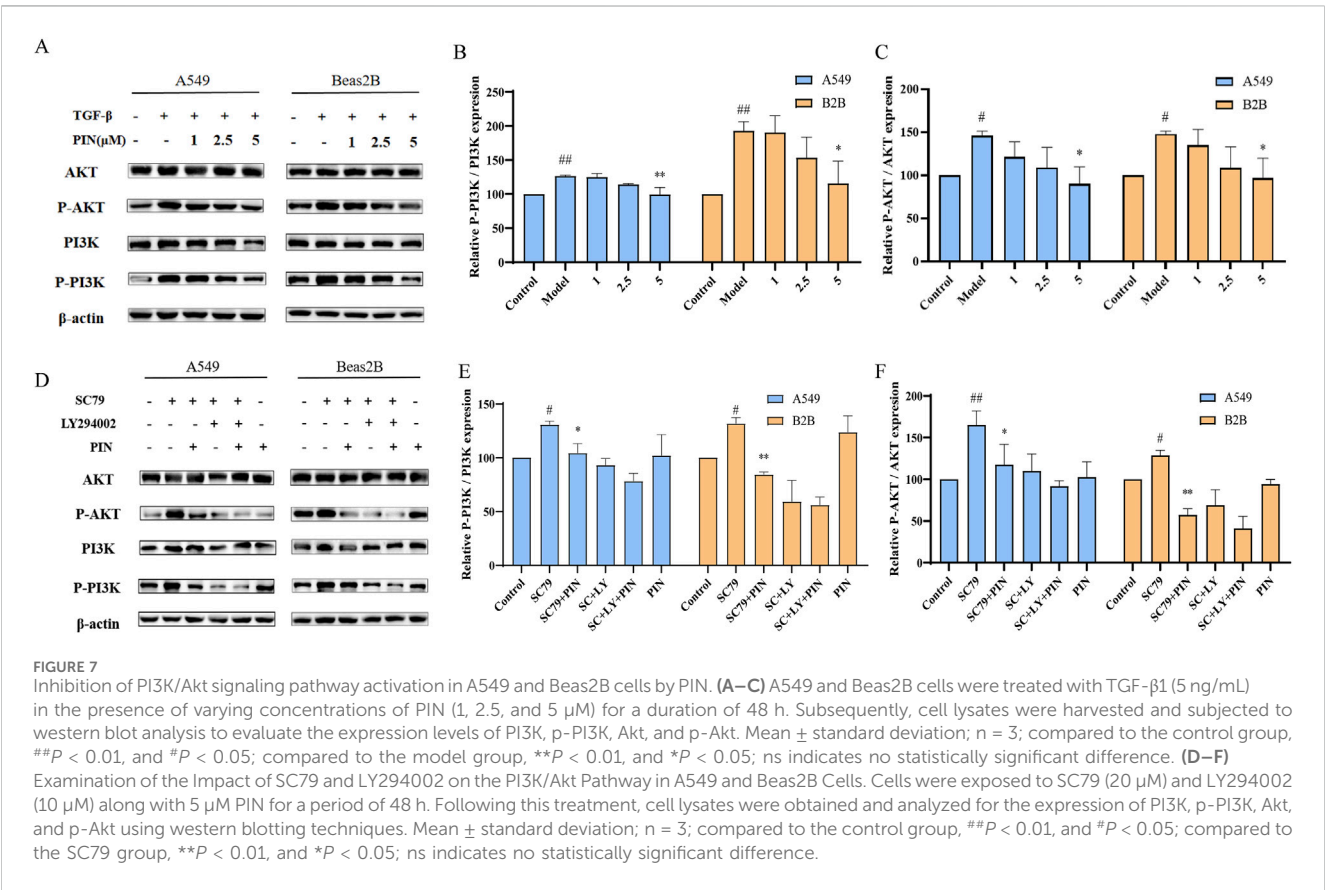 A
A549 Beas2B
TGF-β - + + + + - + + + +
PIN(μM) - - 1 2.5 5 - - 1 2.5 5
AKT
P-AKT
PI3K
P-PI3K
β-actin
B
Relative P-PI3K / PI3K expresion
250
200
150
100
50
0
A549
B2B
##
**
##
*
Control Model 1 2.5 5 Control Model 1 2.5 5
C
Relative P-AKT / AKT expresion
200
150
100
50
0
A549
B2B
#
*
#
*
Control Model 1 2.5 5 Control Model 1 2.5 5
D
A549 Beas2B
SC79 - + + + + - - + + + + -
LY294002 - - - + + - - - - + + -
PIN - - + - + + - - + - + +
AKT
P-AKT
PI3K
P-PI3K
β-actin
E
Relative P-PI3K / PI3K expresion
150
100
50
0
A549
B2B
#
*
#
**
Control SC79 SC79+PIN SC+LY SC+LY+PIN PIN Control SC79 SC79+PIN SC+LY SC+LY+PIN PIN
F
Relative P-AKT / AKT expresion
200
150
100
50
0
A549
B2B
##
*
#
**
Control SC79 SC79+PIN SC+LY SC+LY+PIN PIN Control SC79 SC79+PIN SC+LY SC+LY+PIN PIN
FIGURE 7
Inhibition of PI3K/Akt signaling pathway activation in A549 and Beas2B cells by PIN. (A–C) A549 and Beas2B cells were treated with TGF-β1 (5 ng/mL)
in the presence of varying concentrations of PIN (1, 2.5, and 5 μM) for a duration of 48 h. Subsequently, cell lysates were harvested and subjected to
western blot analysis to evaluate the expression levels of PI3K, p-PI3K, Akt, and p-Akt. Mean ± standard deviation; n = 3; compared to the control group,
##P < 0.01, and #P < 0.05; compared to the model group, **P < 0.01, and *P < 0.05; ns indicates no statistically significant difference. (D–F)
Examination of the Impact of SC79 and LY294002 on the PI3K/Akt Pathway in A549 and Beas2B Cells. Cells were exposed to SC79 (20 μM) and LY294002
(10 μM) along with 5 μM PIN for a period of 48 h. Following this treatment, cell lysates were obtained and analyzed for the expression of PI3K, p-PI3K, Akt,
and p-Akt using western blotting techniques. Mean ± standard deviation; n = 3; compared to the control group, ##P < 0.01, and #P < 0.05; compared to
the SC79 group, **P < 0.01, and *P < 0.05; ns indicates no statistically significant difference.